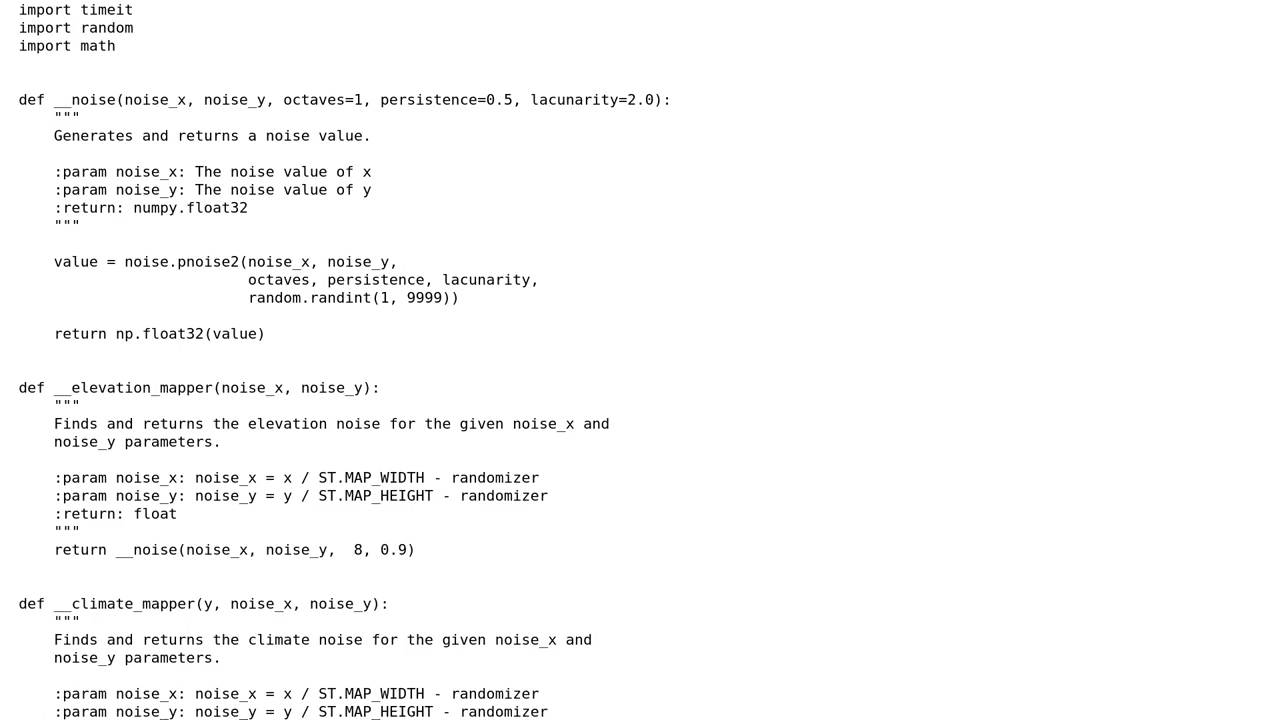 import timeit
import random
import math
def __noise(noise_x, noise_y, octaves=1, persistence=0.5, lacunarity=2.0):
    """
    Generates and returns a noise value.
    :param noise_x: The noise value of x
    :param noise_y: The noise value of y
    :return: numpy.float32
    """
    value = noise.pnoise2(noise_x, noise_y,
                          octaves, persistence, lacunarity,
                          random.randint(1, 9999))
    return np.float32(value)
def __elevation_mapper(noise_x, noise_y):
    """
    Finds and returns the elevation noise for the given noise_x and
    noise_y parameters.
    :param noise_x: noise_x = x / ST.MAP_WIDTH - randomizer
    :param noise_y: noise_y = y / ST.MAP_HEIGHT - randomizer
    :return: float
    """
    return __noise(noise_x, noise_y,  8, 0.9)
def __climate_mapper(y, noise_x, noise_y):
    """
    Finds and returns the climate noise for the given noise_x and
    noise_y parameters.
    :param noise_x: noise_x = x / ST.MAP_WIDTH - randomizer
    :param noise_y: noise_y = y / ST.MAP_HEIGHT - randomizer